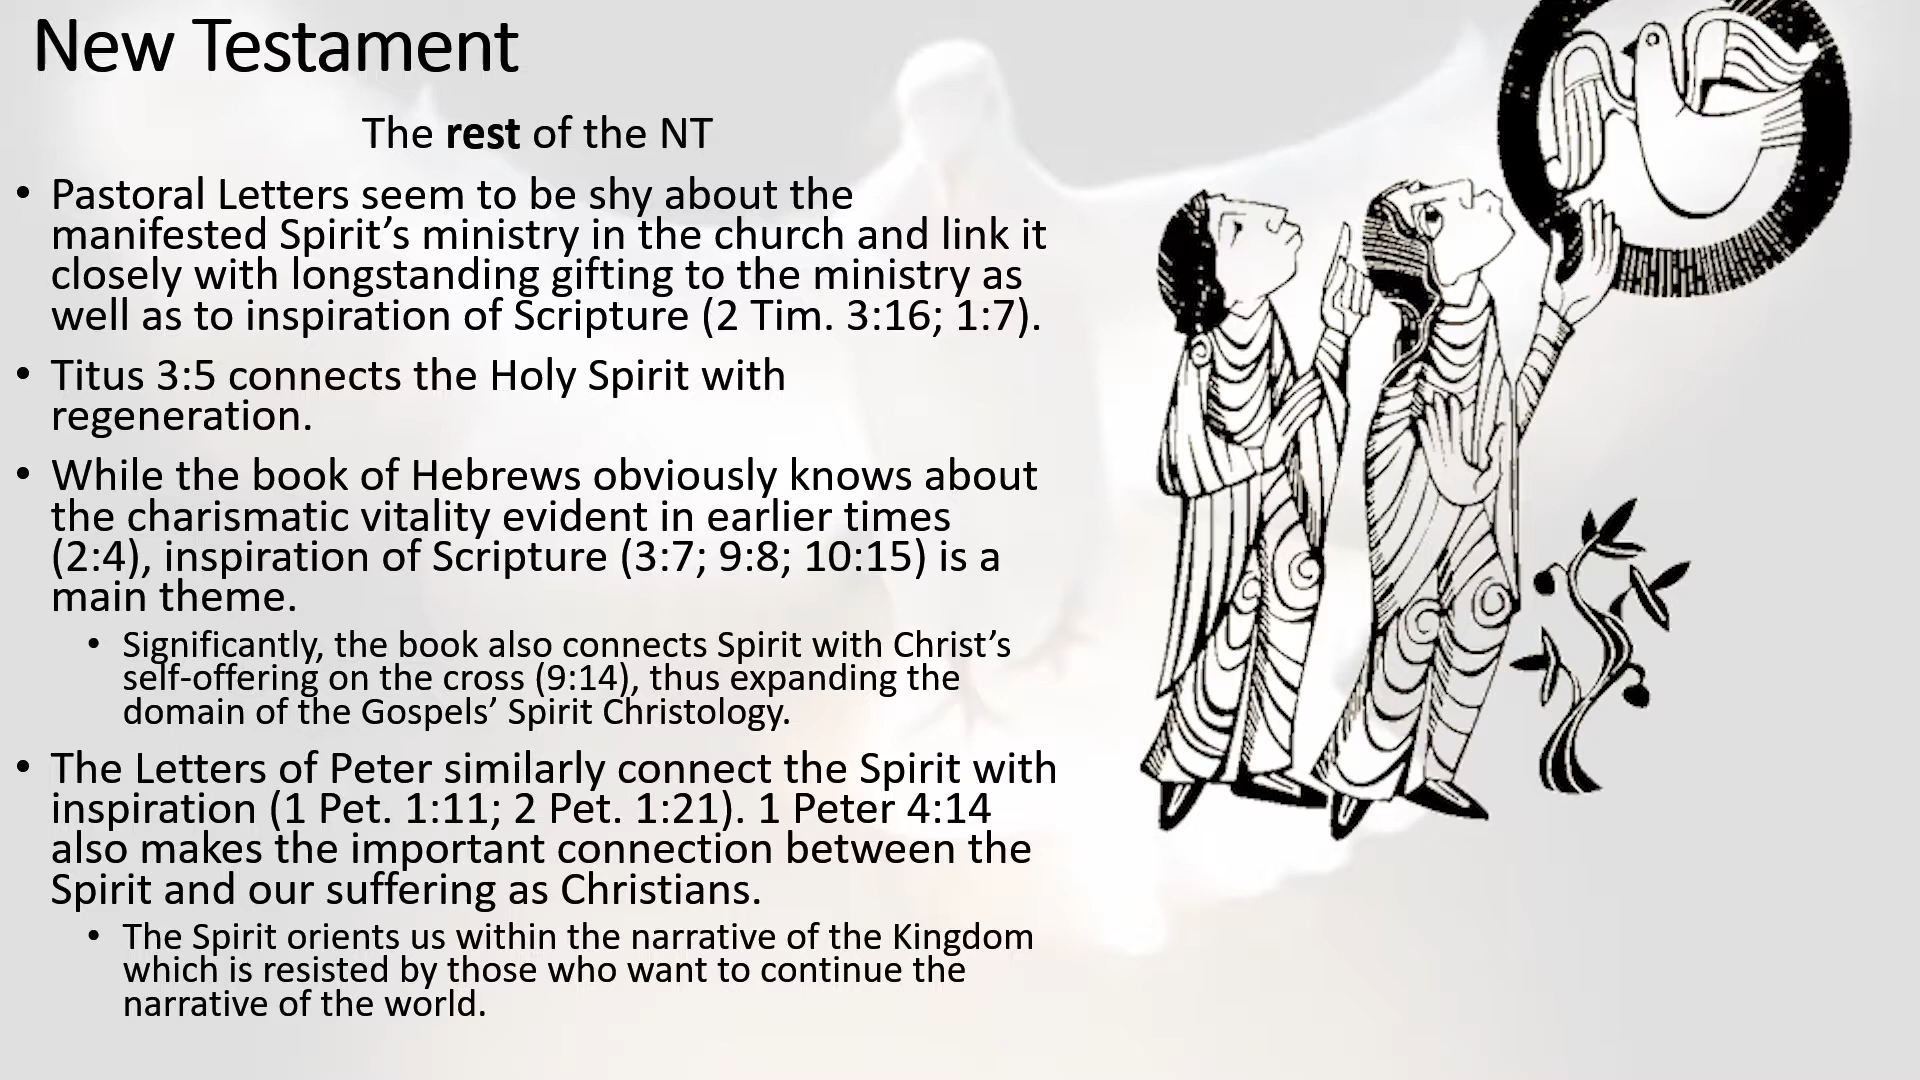 New Testament
The rest of the NT
• Pastoral Letters seem to be shy about the
manifested Spirit’s ministry in the church and link it
closely with longstanding gifting to the ministry as
well as to inspiration of Scripture (2 Tim. 3:16; 1:7).
• Titus 3:5 connects the Holy Spirit with
regeneration.
• While the book of Hebrews obviously knows about
the charismatic vitality evident in earlier times
(2:4), inspiration of Scripture (3:7; 9:8; 10:15) is a
main theme.
• Significantly, the book also connects Spirit with Christ’s
self-offering on the cross (9:14), thus expanding the
domain of the Gospels’ Spirit Christology.
• The Letters of Peter similarly connect the Spirit with
inspiration (1 Pet. 1:11; 2 Pet. 1:21). 1 Peter 4:14
also makes the important connection between the
Spirit and our suffering as Christians.
• The Spirit orients us within the narrative of the Kingdom
which is resisted by those who want to continue the
narrative of the world.